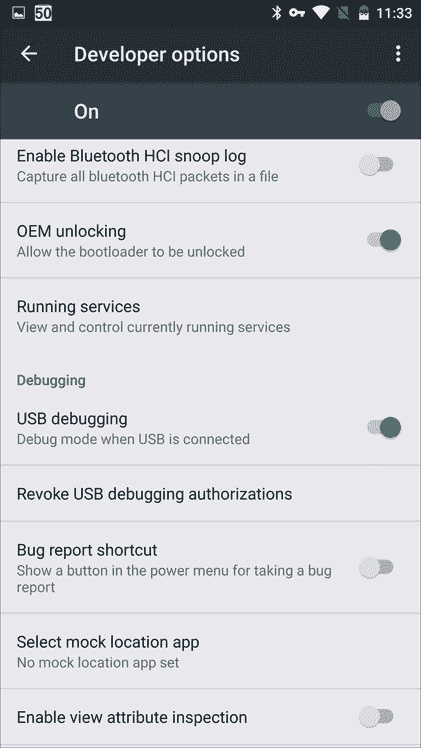 50
11:33
Developer options
On
Enable Bluetooth HCI snoop log
Capture all bluetooth HCI packets in a file
OEM unlocking
Allow the bootloader to be unlocked
Running services
View and control currently running services
Debugging
USB debugging
Debug mode when USB is connected
Revoke USB debugging authorizations
Bug report shortcut
Show a button in the power menu for taking a bug
report
Select mock location app
No mock location app set
Enable view attribute inspection